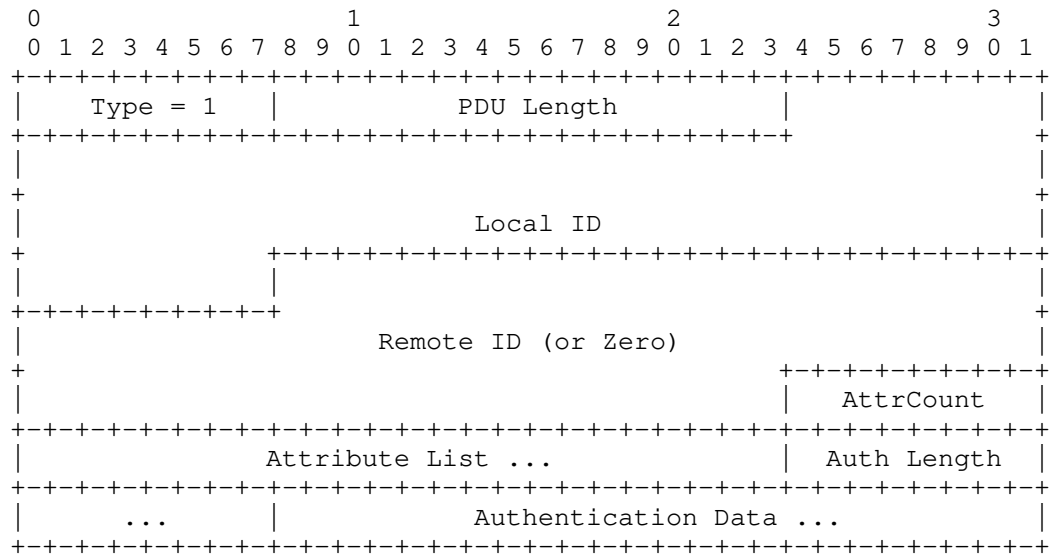 0                   1                   2                   3
0 1 2 3 4 5 6 7 8 9 0 1 2 3 4 5 6 7 8 9 0 1 2 3 4 5 6 7 8 9 0 1
+-+-+-+-+-+-+-+-+-+-+-+-+-+-+-+-+-+-+-+-+-+-+-+-+-+-+-+-+-+-+-+-+
|    Type = 1   |           PDU Length          |               |
+-+-+-+-+-+-+-+-+-+-+-+-+-+-+-+-+-+-+-+-+-+-+-+-+               +
|                                                               |
+                                                               +
|                            Local ID                           |
+               +-+-+-+-+-+-+-+-+-+-+-+-+-+-+-+-+-+-+-+-+-+-+-+-+
|               |                                               |
+-+-+-+-+-+-+-+-+                                               +
|                      Remote ID (or Zero)                      |
+                                               +-+-+-+-+-+-+-+-+
|                                               |   AttrCount   |
+-+-+-+-+-+-+-+-+-+-+-+-+-+-+-+-+-+-+-+-+-+-+-+-+-+-+-+-+-+-+-+-+
|               Attribute List ...              |  Auth Length  |
+-+-+-+-+-+-+-+-+-+-+-+-+-+-+-+-+-+-+-+-+-+-+-+-+-+-+-+-+-+-+-+-+
|      ...      |            Authentication Data ...            |
+-+-+-+-+-+-+-+-+-+-+-+-+-+-+-+-+-+-+-+-+-+-+-+-+-+-+-+-+-+-+-+-+